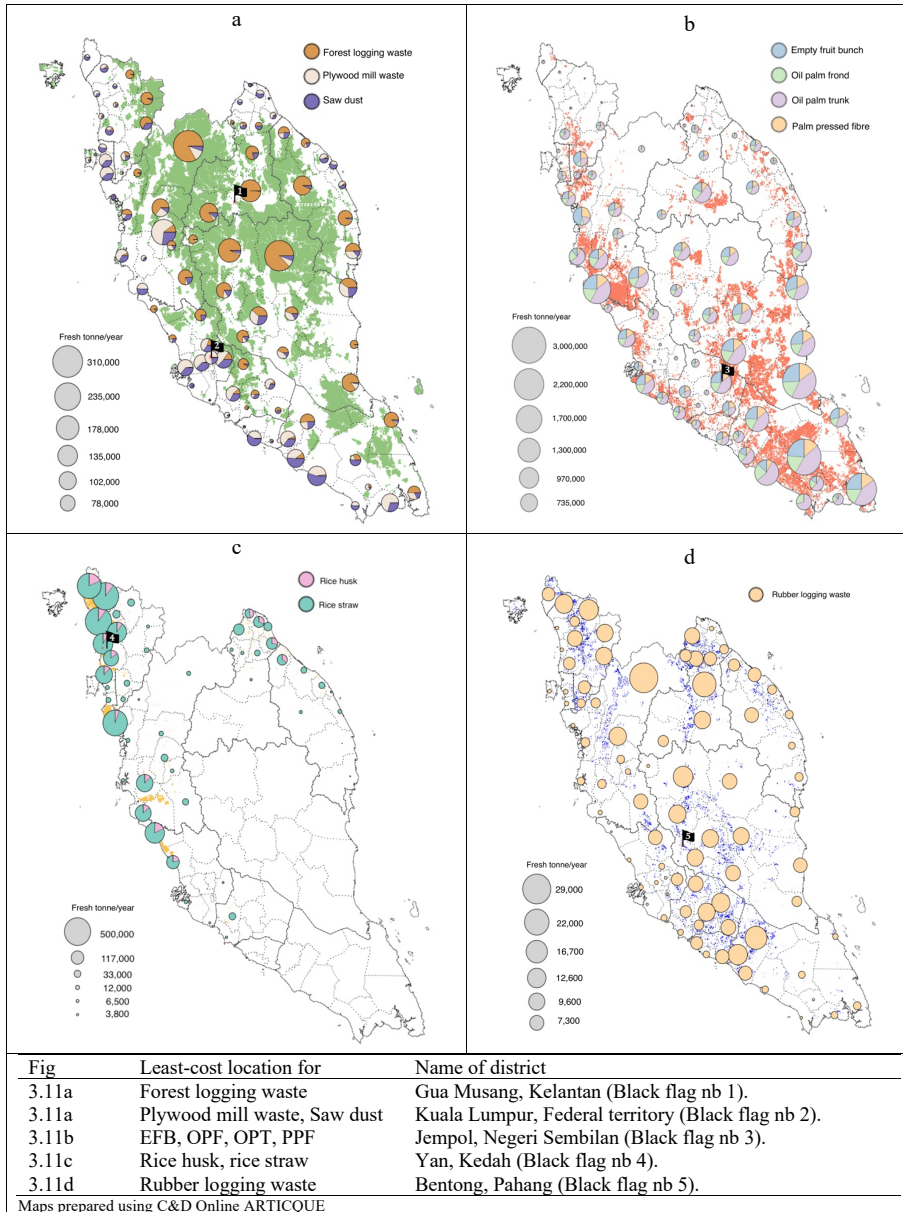 a
Forest logging waste
Plywood mill waste
Saw dust
1
2
Fresh tonne/year
310,000
235,000
178,000
135,000
102,000
78,000
b
Empty fruit bunch
Oil palm frond
Oil palm trunk
Palm pressed fibre
3
Fresh tonne/year
3,000,000
2,200,000
1,700,000
1,300,000
970,000
735,000
c
Rice husk
Rice straw
4
Fresh tonne/year
500,000
117,000
33,000
12,000
6,500
3,800
d
Rubber logging waste
5
Fresh tonne/year
29,000
22,000
16,700
12,600
9,600
7,300
Fig Least-cost location for Name of district
3.11a Forest logging waste Gua Musang, Kelantan (Black flag nb 1).
3.11a Plywood mill waste, Saw dust Kuala Lumpur, Federal territory (Black flag nb 2).
3.11b EFB, OPF, OPT, PPF Jempol, Negeri Sembilan (Black flag nb 3).
3.11c Rice husk, rice straw Yan, Kedah (Black flag nb 4).
3.11d Rubber logging waste Bentong, Pahang (Black flag nb 5).
Maps prepared using C&D Online ARTICQUE